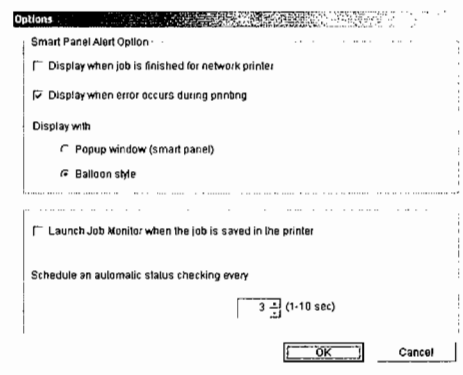 Options
Smart Panel Alert Option
Display when job is finished for network printer
Display when error occurs during printing
Display with
Popup window (smart panel)
Balloon style
Launch Job Monitor when the job is saved in the printer
Schedule an automatic status checking every
3 (1-10 sec)
OK Cancel